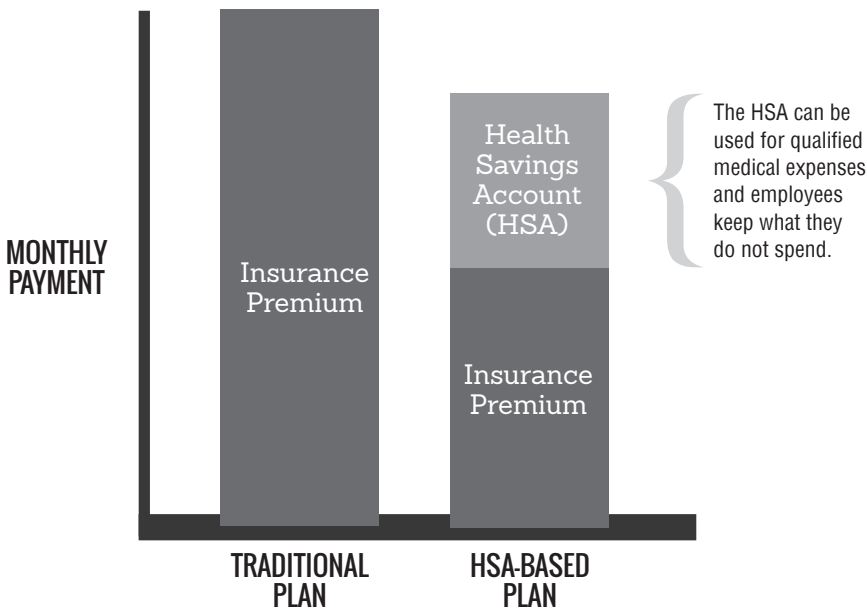 MONTHLY
PAYMENT
Insurance
Premium
Health
Savings
Account
(HSA)
Insurance
Premium
The HSA can be
used for qualified
medical expenses
and employees
keep what they
do not spend.
TRADITIONAL
PLAN
HSA-BASED
PLAN